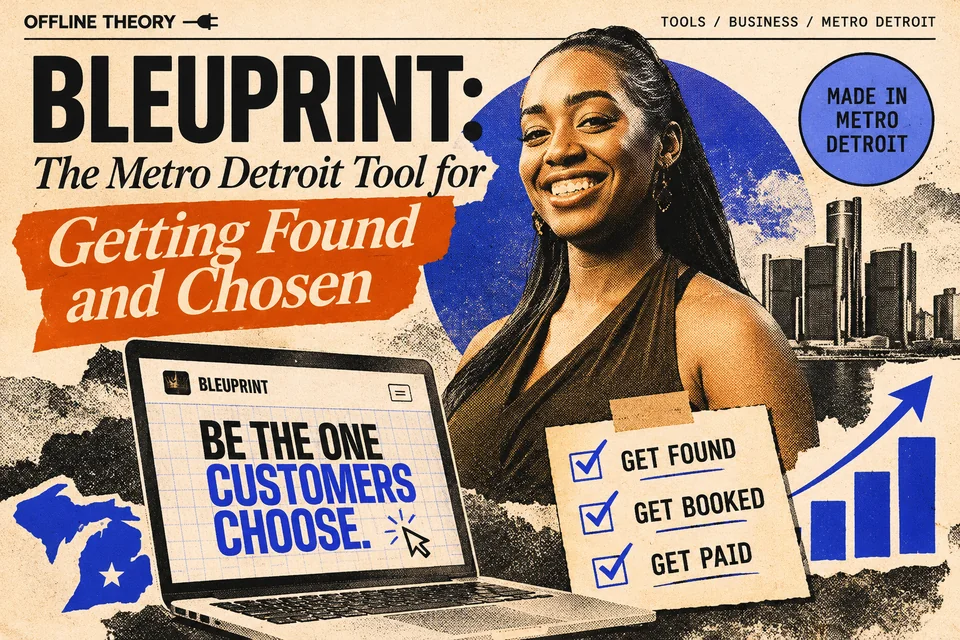 OFFLINE THEORY
TOOLS / BUSINESS / METRO DETROIT
BLEUPRINT:
The Metro Detroit Tool for
Getting Found
and Chosen
MADE IN
METRO
DETROIT
BLEUPRINT
BE THE ONE
CUSTOMERS
CHOOSE.
GET FOUND
GET BOOKED
GET PAID